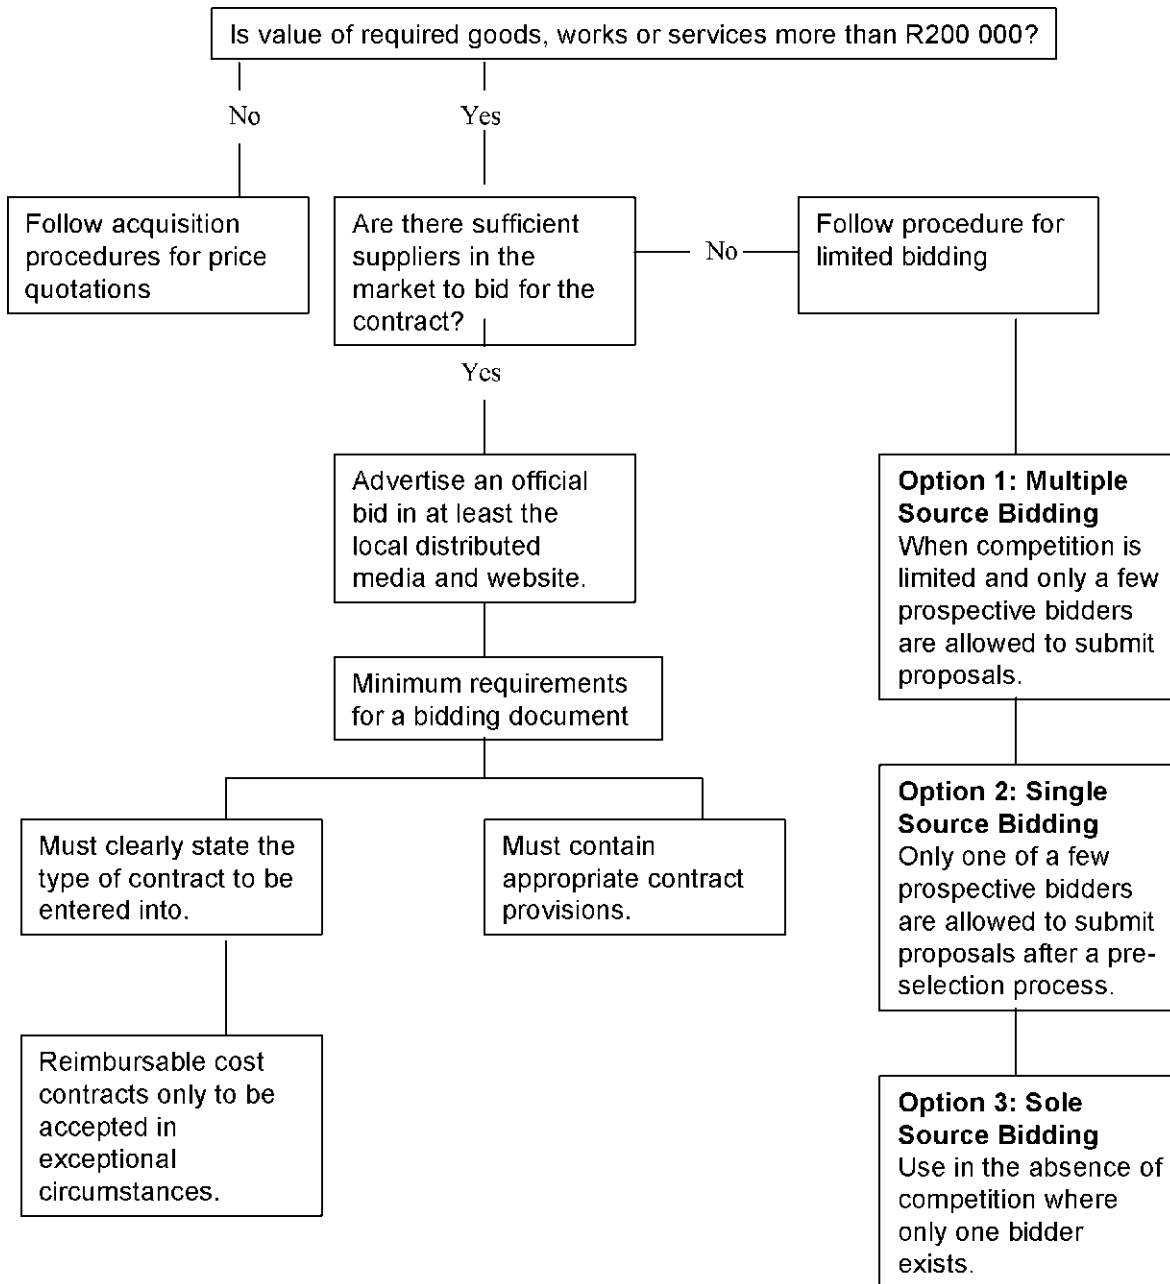 Is value of required goods, works or services more than R200 000?
No
Yes
Follow acquisition
procedures for price
quotations
Are there sufficient
suppliers in the
market to bid for the
contract?
No
Follow procedure for
limited bidding
Yes
Advertise an official
bid in at least the
local distributed
media and website.
Option 1: Multiple
Source Bidding
When competition is
limited and only a few
prospective bidders
are allowed to submit
proposals.
Minimum requirements
for a bidding document
Must clearly state the
type of contract to be
entered into.
Must contain
appropriate contract
provisions.
Option 2: Single
Source Bidding
Only one of a few
prospective bidders
are allowed to submit
proposals after a pre-
selection process.
Reimbursable cost
contracts only to be
accepted in
exceptional
circumstances.
Option 3: Sole
Source Bidding
Use in the absence of
competition where
only one bidder
exists.